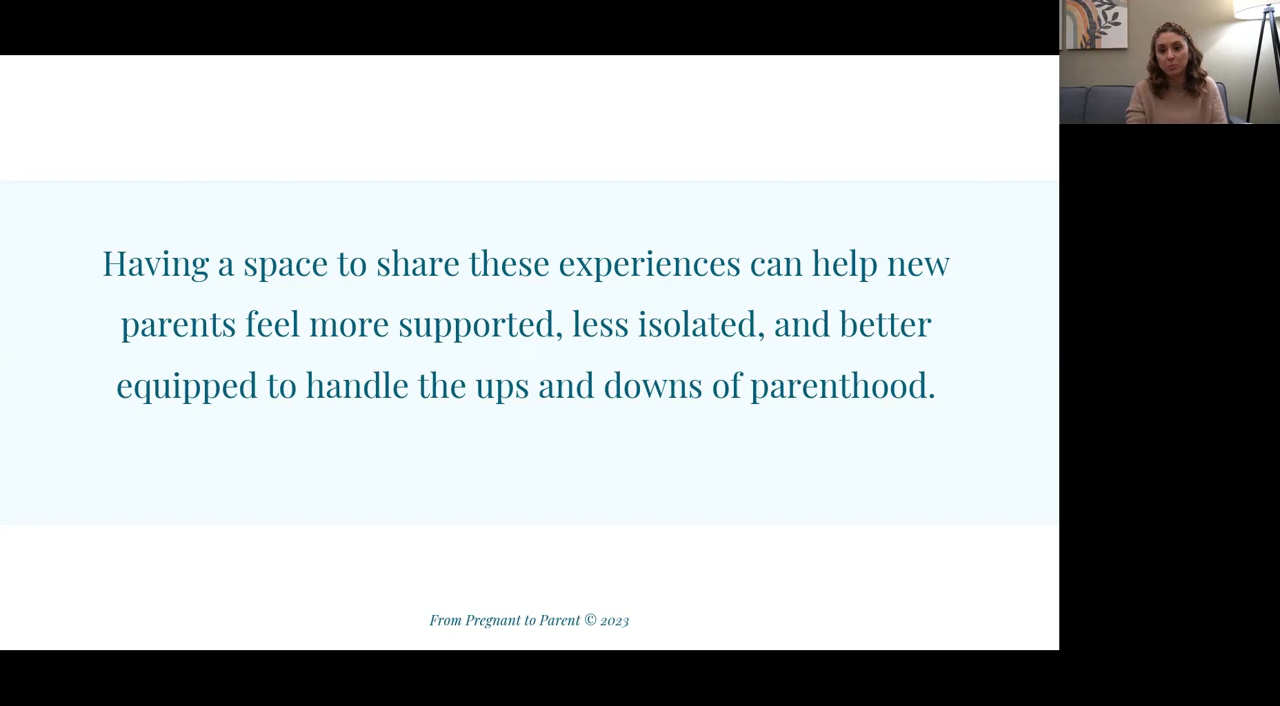 Having a space to share these experiences can help new
parents feel more supported, less isolated, and better
equipped to handle the ups and downs of parenthood.
From Pregnant to Parent © 2023